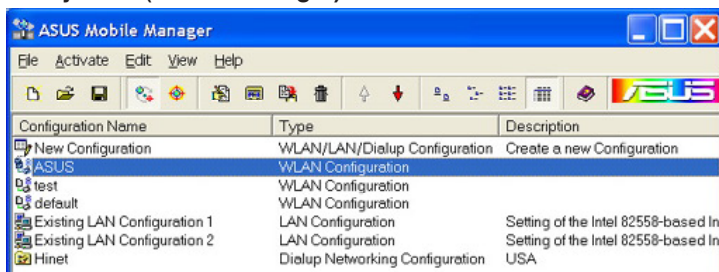 ASUS Mobile Manager
File Activate Edit View Help
ASUS
Configuration Name Type Description
New Configuration WLAN/LAN/Dialup Configuration Create a new Configuration
ASUS WLAN Configuration
test WLAN Configuration
default WLAN Configuration
Existing LAN Configuration 1 LAN Configuration Setting of the Intel 82558-based In
Existing LAN Configuration 2 LAN Configuration Setting of the Intel 82558-based In
Hinet Dialup Networking Configuration USA